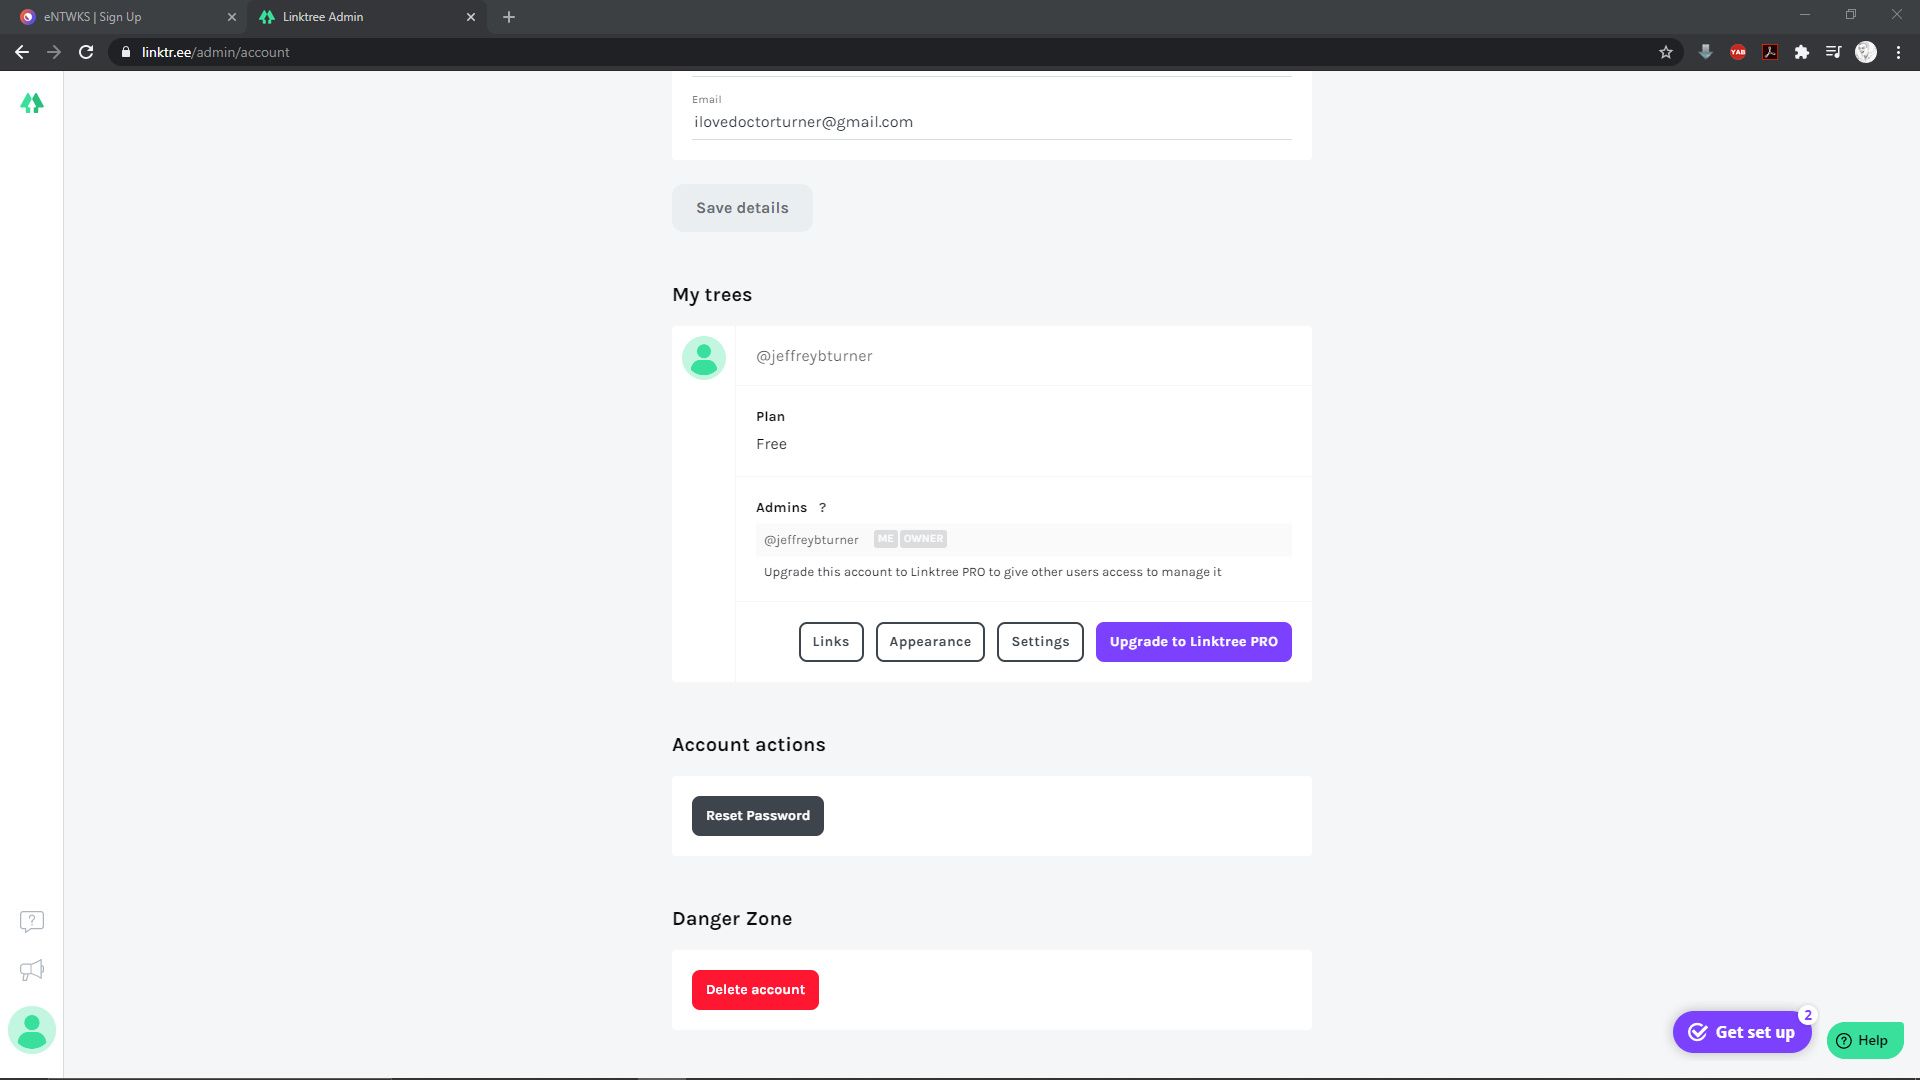 eNTWKS | Sign Up
Linktree Admin
linktr.ee/admin/account
YAB
Email
ilovedoctorturner@gmail.com
Save details
My trees
@jeffreybturner
Plan
Free
Admins ?
@jeffreybturner ME OWNER
Upgrade this account to Linktree PRO to give other users access to manage it
Links Appearance Settings Upgrade to Linktree PRO
Account actions
Reset Password
Danger Zone
Delete account
Get set up 2
? Help